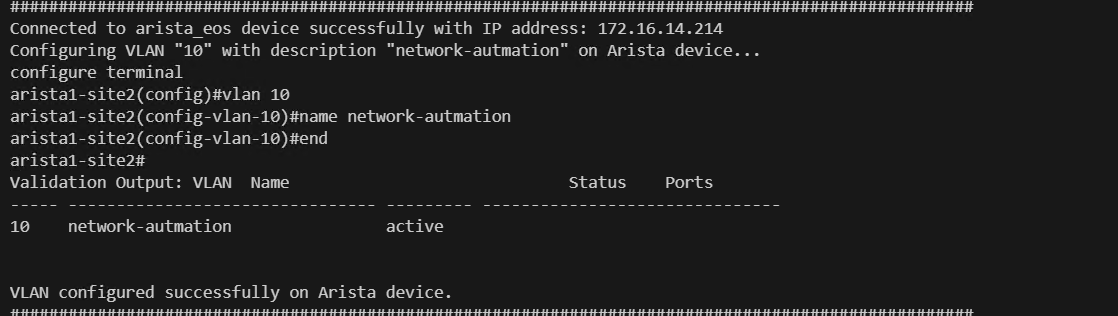 ####################################################################################################
Connected to arista_eos device successfully with IP address: 172.16.14.214
Configuring VLAN "10" with description "network-autmation" on Arista device...
configure terminal
arista1-site2(config)#vlan 10
arista1-site2(config-vlan-10)#name network-autmation
arista1-site2(config-vlan-10)#end
arista1-site2#
Validation Output: VLAN  Name                             Status    Ports
----- -------------------------------- --------- -------------------------------
10    network-autmation                active
VLAN configured successfully on Arista device.
####################################################################################################